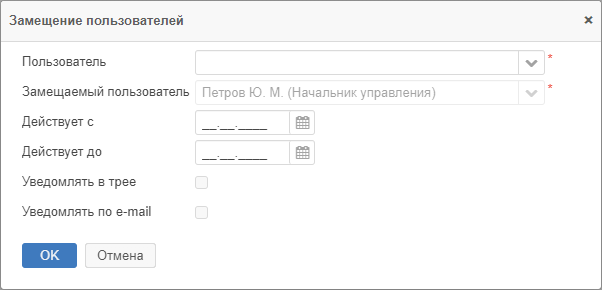 Замещение пользователей ×
Пользователь *
Замещаемый пользователь Петров Ю. М. (Начальник управления) *
Действует с __.__.____
Действует до __.__.____
Уведомлять в трее
Уведомлять по e-mail
OK Отмена